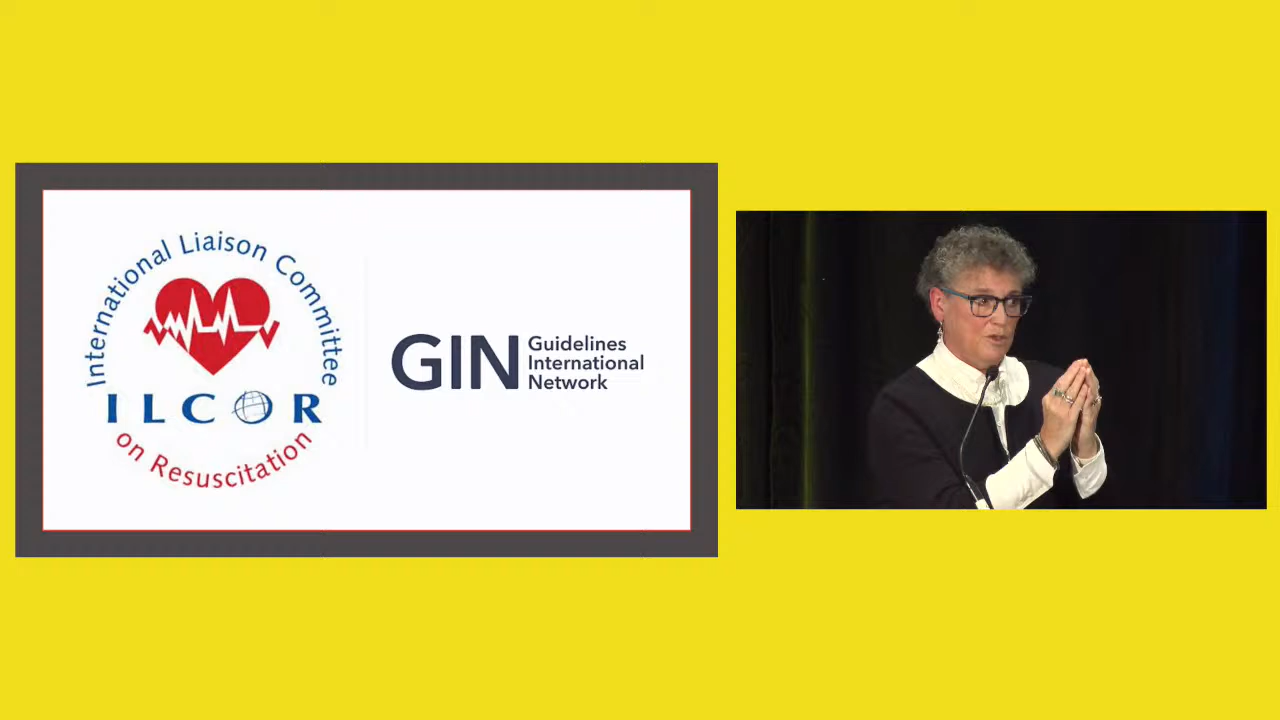 International Liaison Committee
ILCOR
on Resuscitation
GIN
Guidelines
International
Network